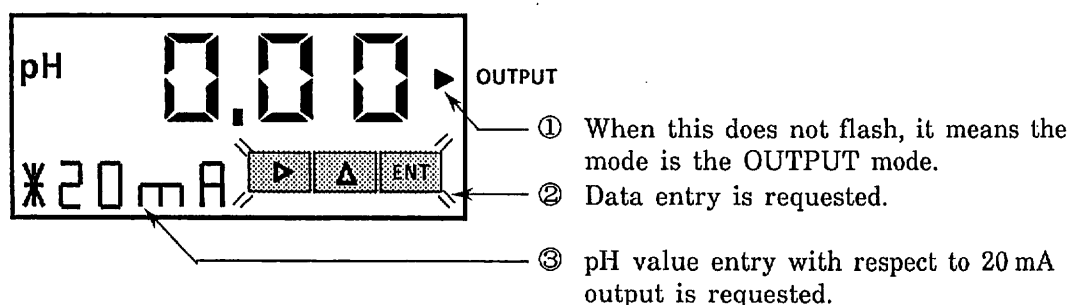 pH 0.00 ▶ OUTPUT
① When this does not flash, it means the
mode is the OUTPUT mode.
*20mA ▷ △ ENT
② Data entry is requested.
③ pH value entry with respect to 20 mA
output is requested.